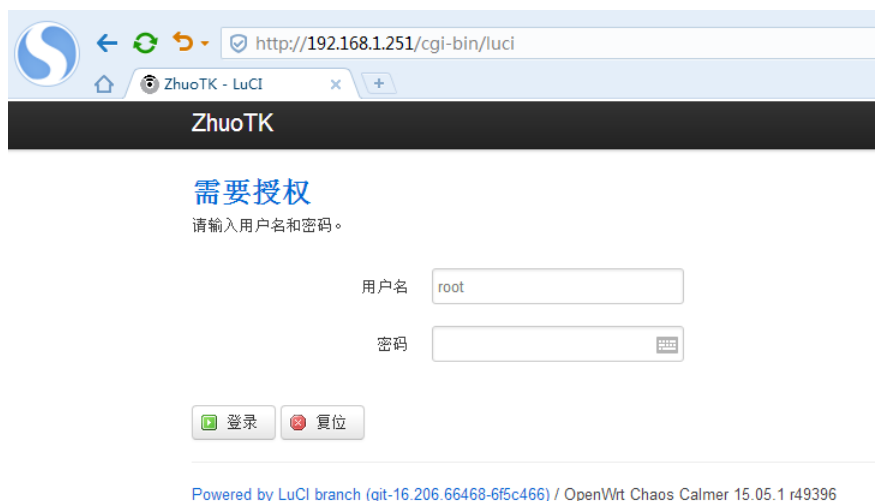 http://192.168.1.251/cgi-bin/luci
ZhuoTK - LuCI
ZhuoTK
需要授权
请输入用户名和密码。
用户名 root
密码
登录 复位
Powered by LuCI branch (git-16.206.66468-6f5c466) / OpenWrt Chaos Calmer 15.05.1 r49396